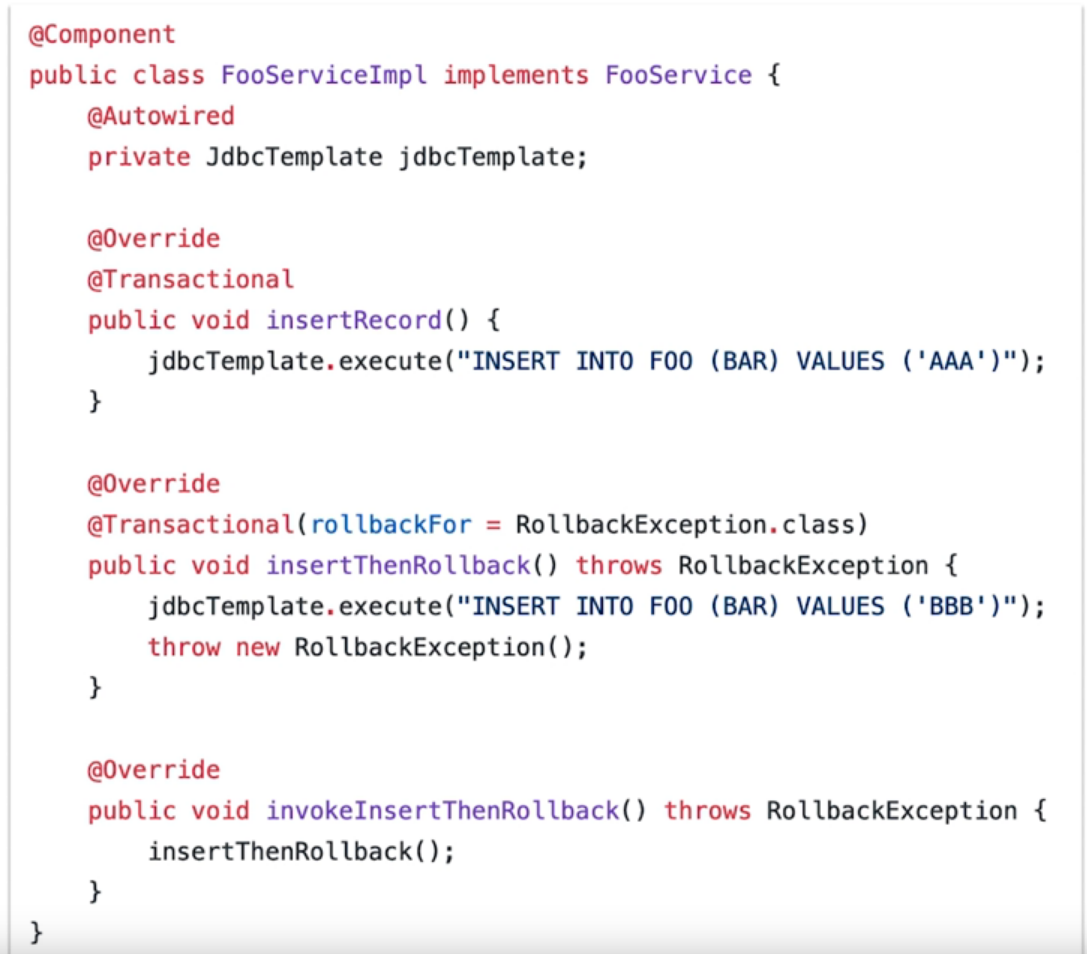 @Component
public class FooServiceImpl implements FooService {
    @Autowired
    private JdbcTemplate jdbcTemplate;

    @Override
    @Transactional
    public void insertRecord() {
        jdbcTemplate.execute("INSERT INTO FOO (BAR) VALUES ('AAA')");
    }

    @Override
    @Transactional(rollbackFor = RollbackException.class)
    public void insertThenRollback() throws RollbackException {
        jdbcTemplate.execute("INSERT INTO FOO (BAR) VALUES ('BBB')");
        throw new RollbackException();
    }

    @Override
    public void invokeInsertThenRollback() throws RollbackException {
        insertThenRollback();
    }
}